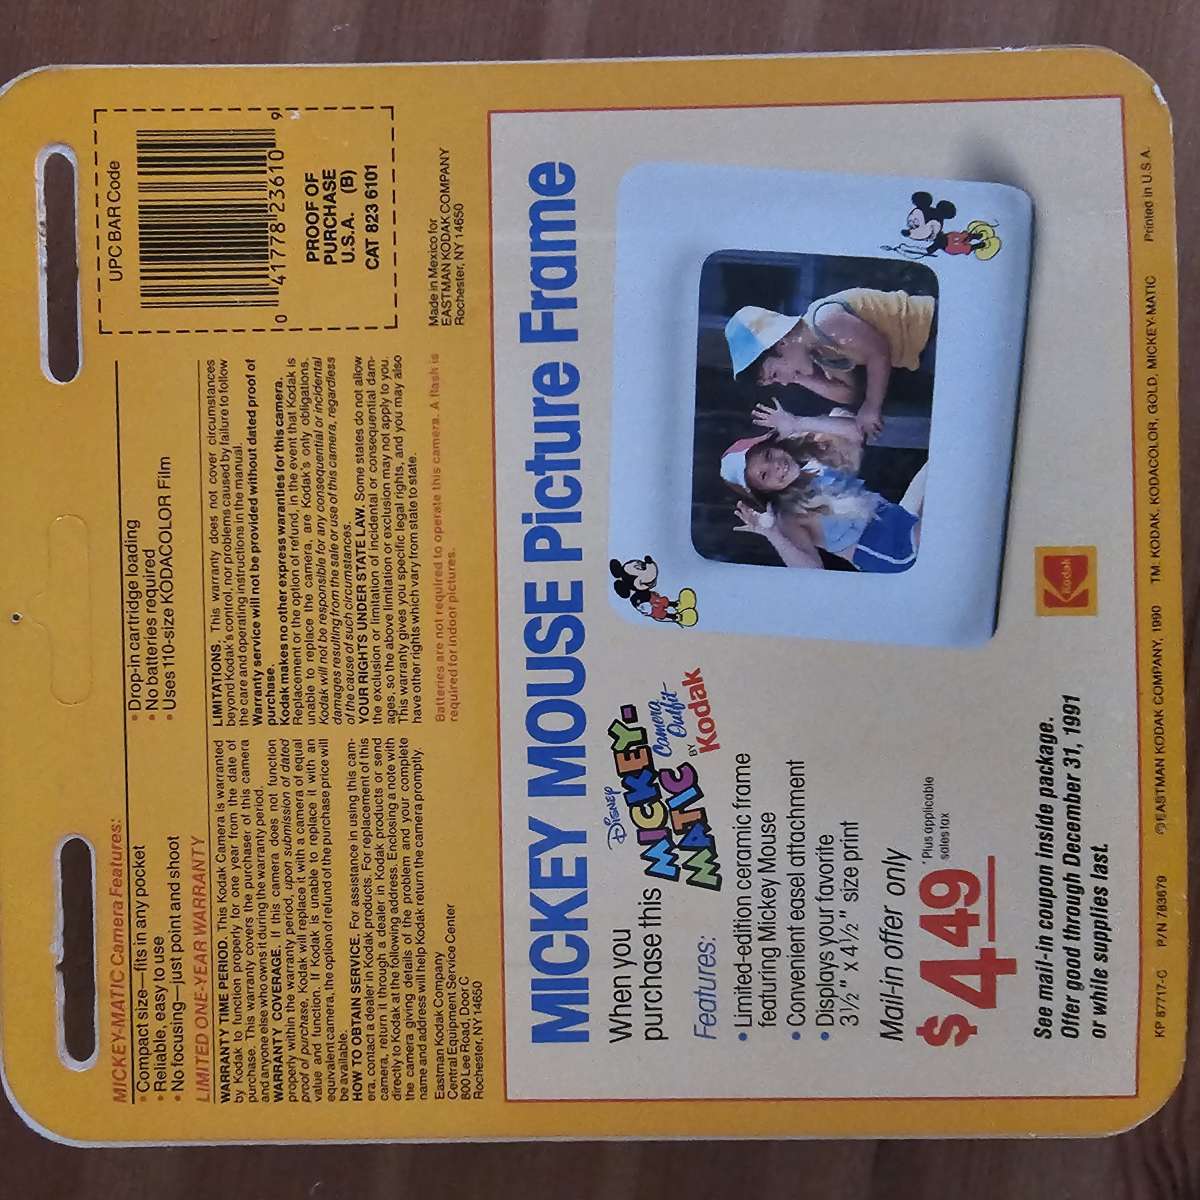 MICKEY-MATIC Camera Features:
• Compact size—fits in any pocket
• Reliable, easy to use
• No focusing—just point and shoot
• Drop-in cartridge loading
• No batteries required
• Uses 110-size KODACOLOR Film
LIMITED ONE-YEAR WARRANTY
WARRANTY TIME PERIOD. This Kodak Camera is warranted
by Kodak to function properly for one year from the date of
purchase. This warranty covers the purchaser of this camera
and anyone else who owns it during the warranty period.
WARRANTY COVERAGE. If this camera does not function
properly within the warranty period, upon submission of dated
proof of purchase, Kodak will replace it with a camera of equal
value and function. If Kodak is unable to replace it with an
equivalent camera, the option of refund of the purchase price will
be available.
HOW TO OBTAIN SERVICE. For assistance in using this cam-
era, contact a dealer in Kodak products. For replacement of this
camera, return it through a dealer in Kodak products or send
directly to Kodak at the following address. Enclosing a note with
the camera giving details of the problem and your complete
name and address will help Kodak return the camera promptly.
Eastman Kodak Company
Central Equipment Service Center
800 Lee Road, Door C
Rochester, NY 14650
LIMITATIONS. This warranty does not cover circumstances
beyond Kodak's control, nor problems caused by failure to follow
the care and operating instructions in the manual.
Warranty service will not be provided without dated proof of
purchase.
Kodak makes no other express warranties for this camera.
Replacement or the option of refund, in the event that Kodak is
unable to replace the camera, are Kodak's only obligations.
Kodak will not be responsible for any consequential or incidental
damages resulting from the sale or use of this camera, regardless
of the cause of such circumstances.
YOUR RIGHTS UNDER STATE LAW. Some states do not allow
the exclusion or limitation of incidental or consequential dam-
ages, so the above limitation or exclusion may not apply to you.
This warranty gives you specific legal rights, and you may also
have other rights which vary from state to state.
Batteries are not required to operate this camera. A flash is
required for indoor pictures.
UPC BAR Code
0 41778 23610 9
PROOF OF
PURCHASE
U.S.A. (B)
CAT 823 6101
Made in Mexico for
EASTMAN KODAK COMPANY
Rochester, NY 14650
MICKEY MOUSE Picture Frame
When you
purchase this
DISNEY
MICKEY-
MATIC
Camera
Outfit
BY Kodak
Features:
• Limited-edition ceramic frame
featuring Mickey Mouse
• Convenient easel attachment
• Displays your favorite
3½" x 4½" size print
Mail-in offer only
$4.49*
*Plus applicable
sales tax
See mail-in coupon inside package.
Offer good through December 31, 1991
or while supplies last.
Kodak
KP 87717-C P/N 783679 ©EASTMAN KODAK COMPANY, 1990 TM: KODAK, KODACOLOR, GOLD, MICKEY-MATIC Printed in U.S.A.